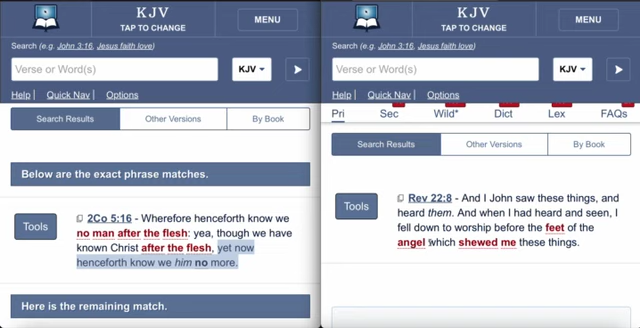 KJV
TAP TO CHANGE
MENU
Search (e.g. John 3:16, Jesus faith love)
Verse or Word(s)
KJV
Help | Quick Nav | Options
Search Results
Other Versions
By Book
Below are the exact phrase matches.
Tools
2Co 5:16 - Wherefore henceforth know we
no man after the flesh: yea, though we have
known Christ after the flesh, yet now
henceforth know we him no more.
Here is the remaining match.
KJV
TAP TO CHANGE
MENU
Search (e.g. John 3:16, Jesus faith love)
Verse or Word(s)
KJV
Help | Quick Nav | Options
Pri Sec Wild* Dict Lex FAQs
Search Results
Other Versions
By Book
Tools
Rev 22:8 - And I John saw these things, and
heard them. And when I had heard and seen, I
fell down to worship before the feet of the
angel which shewed me these things.